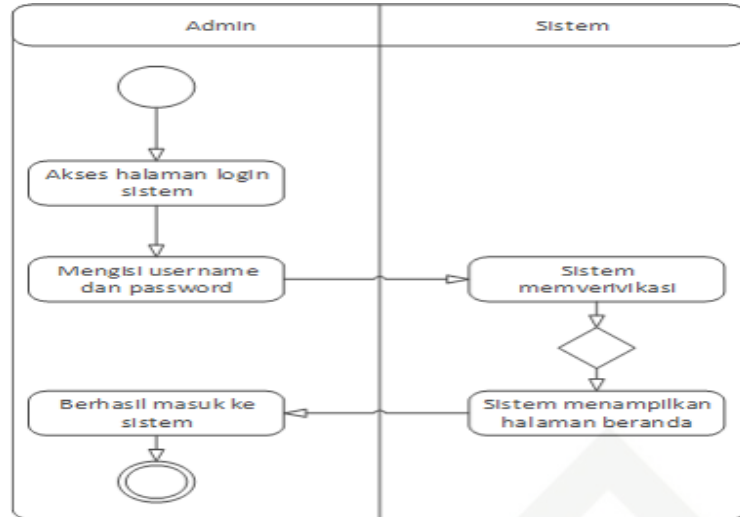 Admin
Sistem
Akses halaman login
sistem
Mengisi username
dan password
Sistem
memverivikasi
Sistem menampilkan
halaman beranda
Berhasil masuk ke
sistem